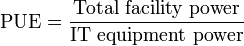 PUE = Total facility power / IT equipment power